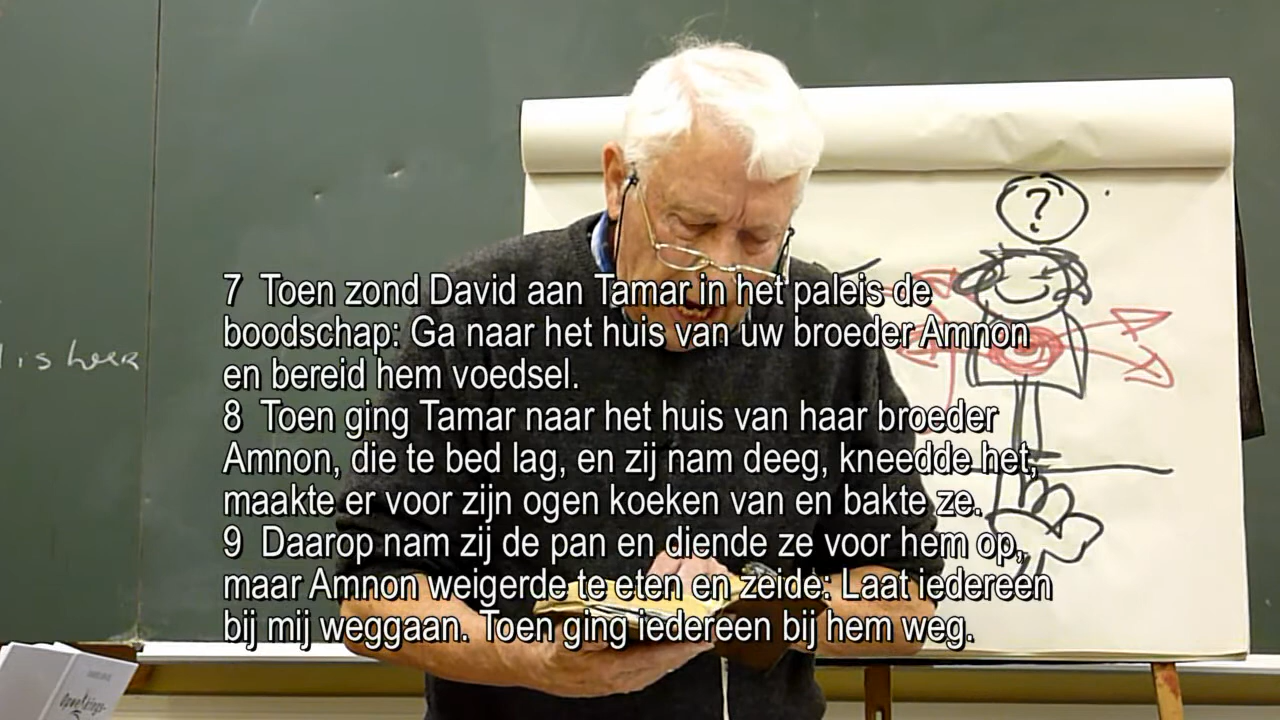 7 Toen zond David aan Tamar in het paleis de
boodschap: Ga naar het huis van uw broeder Amnon
en bereid hem voedsel.
8 Toen ging Tamar naar het huis van haar broeder
Amnon, die te bed lag, en zij nam deeg, kneedde het,
maakte er voor zijn ogen koeken van en bakte ze.
9 Daarop nam zij de pan en diende ze voor hem op,
maar Amnon weigerde te eten en zeide: Laat iedereen
bij mij weggaan. Toen ging iedereen bij hem weg.
?
is